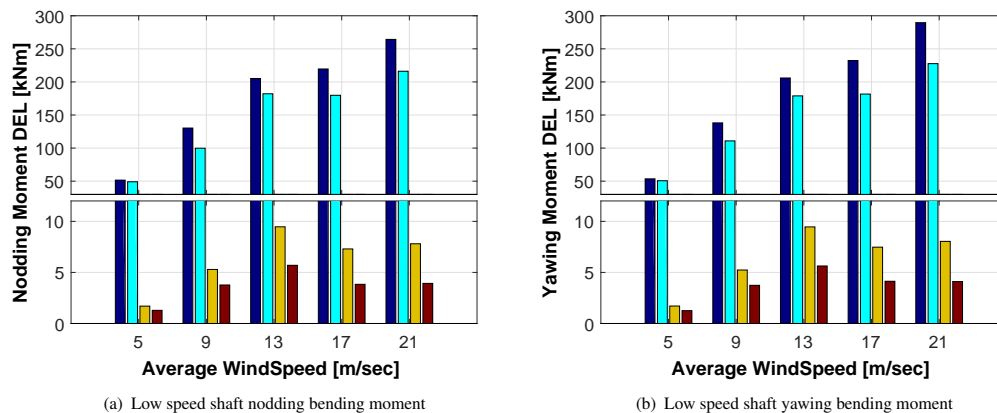 300
250
200
150
100
50
10
5
0
5 9 13 17 21
Nodding Moment DEL [kNm]
Average WindSpeed [m/sec]
(a) Low speed shaft nodding bending moment
300
250
200
150
100
50
10
5
0
5 9 13 17 21
Yawing Moment DEL [kNm]
Average WindSpeed [m/sec]
(b) Low speed shaft yawing bending moment